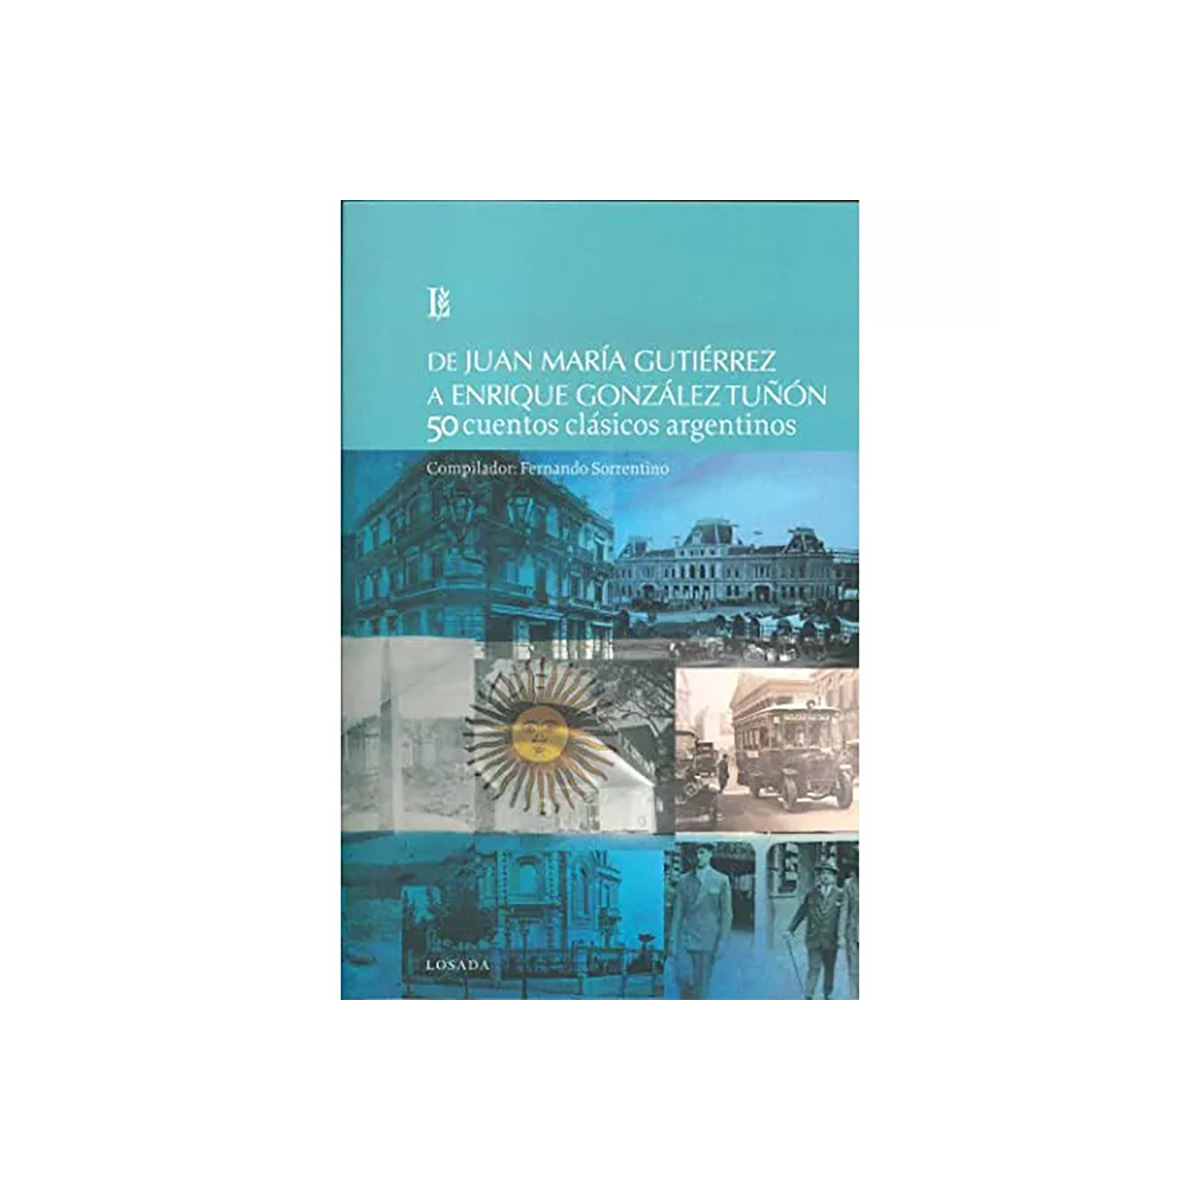 L
DE JUAN MARÍA GUTIÉRREZ
A ENRIQUE GONZÁLEZ TUÑÓN
50 cuentos clásicos argentinos
Compilador: Fernando Sorrentino
LOSADA